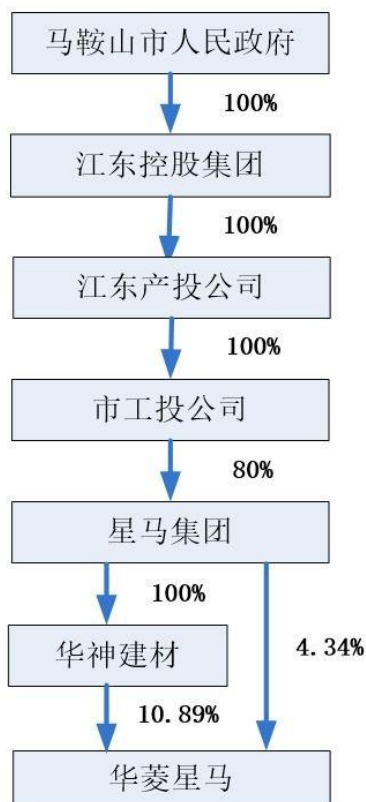 马鞍山市人民政府
100%
江东控股集团
100%
江东产投公司
100%
市工投公司
80%
星马集团
100%
华神建材
4.34%
10.89%
华菱星马